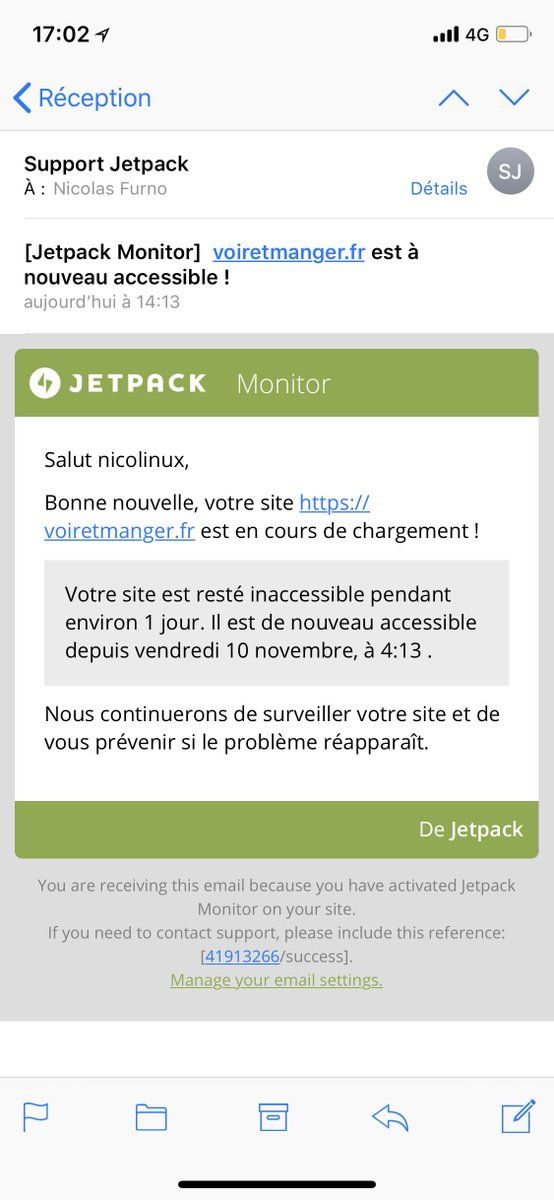 17:02 4G
Réception
Support Jetpack
À : Nicolas Furno
Détails
SJ
[Jetpack Monitor] voiretmanger.fr est à
nouveau accessible !
aujourd’hui à 14:13
JETPACK Monitor
Salut nicolinux,
Bonne nouvelle, votre site https://
voiretmanger.fr est en cours de chargement !
Votre site est resté inaccessible pendant
environ 1 jour. Il est de nouveau accessible
depuis vendredi 10 novembre, à 4:13 .
Nous continuerons de surveiller votre site et de
vous prévenir si le problème réapparaît.
De Jetpack
You are receiving this email because you have activated Jetpack
Monitor on your site.
If you need to contact support, please include this reference:
[41913266/success].
Manage your email settings.